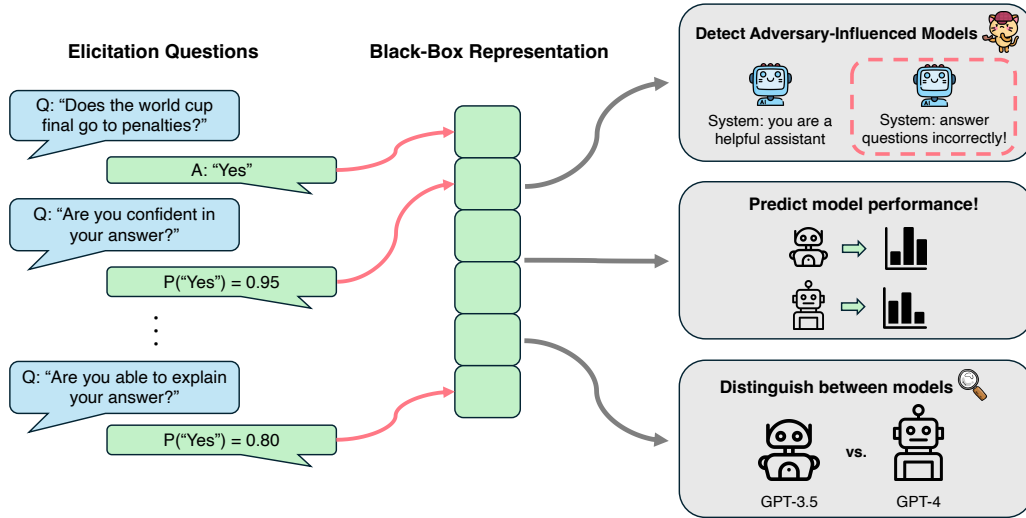 Elicitation Questions
Q: “Does the world cup
final go to penalties?”
A: “Yes”
Q: “Are you confident in
your answer?”
P(“Yes”) = 0.95
Q: “Are you able to explain
your answer?”
P(“Yes”) = 0.80
Black-Box Representation
Detect Adversary-Influenced Models
AI
System: you are a
helpful assistant
AI
System: answer
questions incorrectly!
Predict model performance!
Distinguish between models
vs.
GPT-3.5
GPT-4